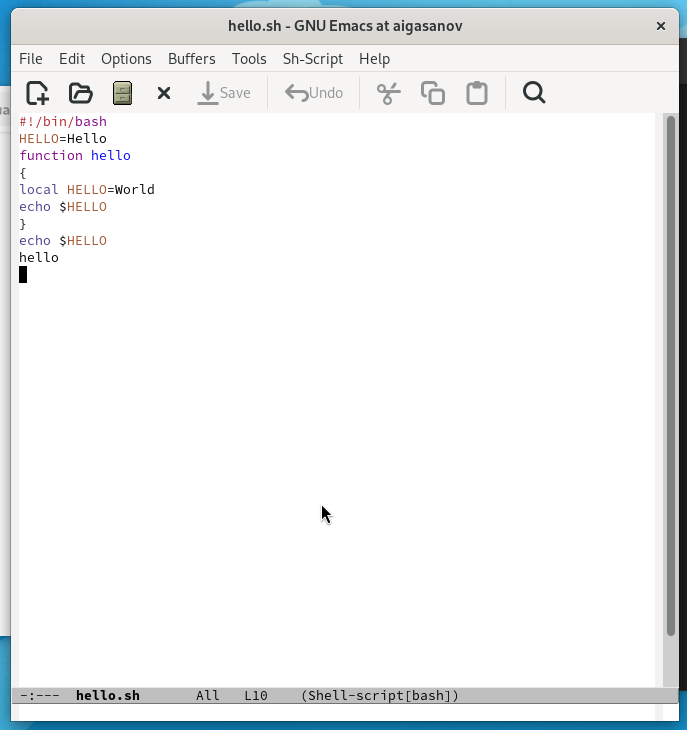 hello.sh - GNU Emacs at aigasanov
File Edit Options Buffers Tools Sh-Script Help
Save Undo
#!/bin/bash
HELLO=Hello
function hello
{
local HELLO=World
echo $HELLO
}
echo $HELLO
hello
-:--- hello.sh All L10 (Shell-script[bash])